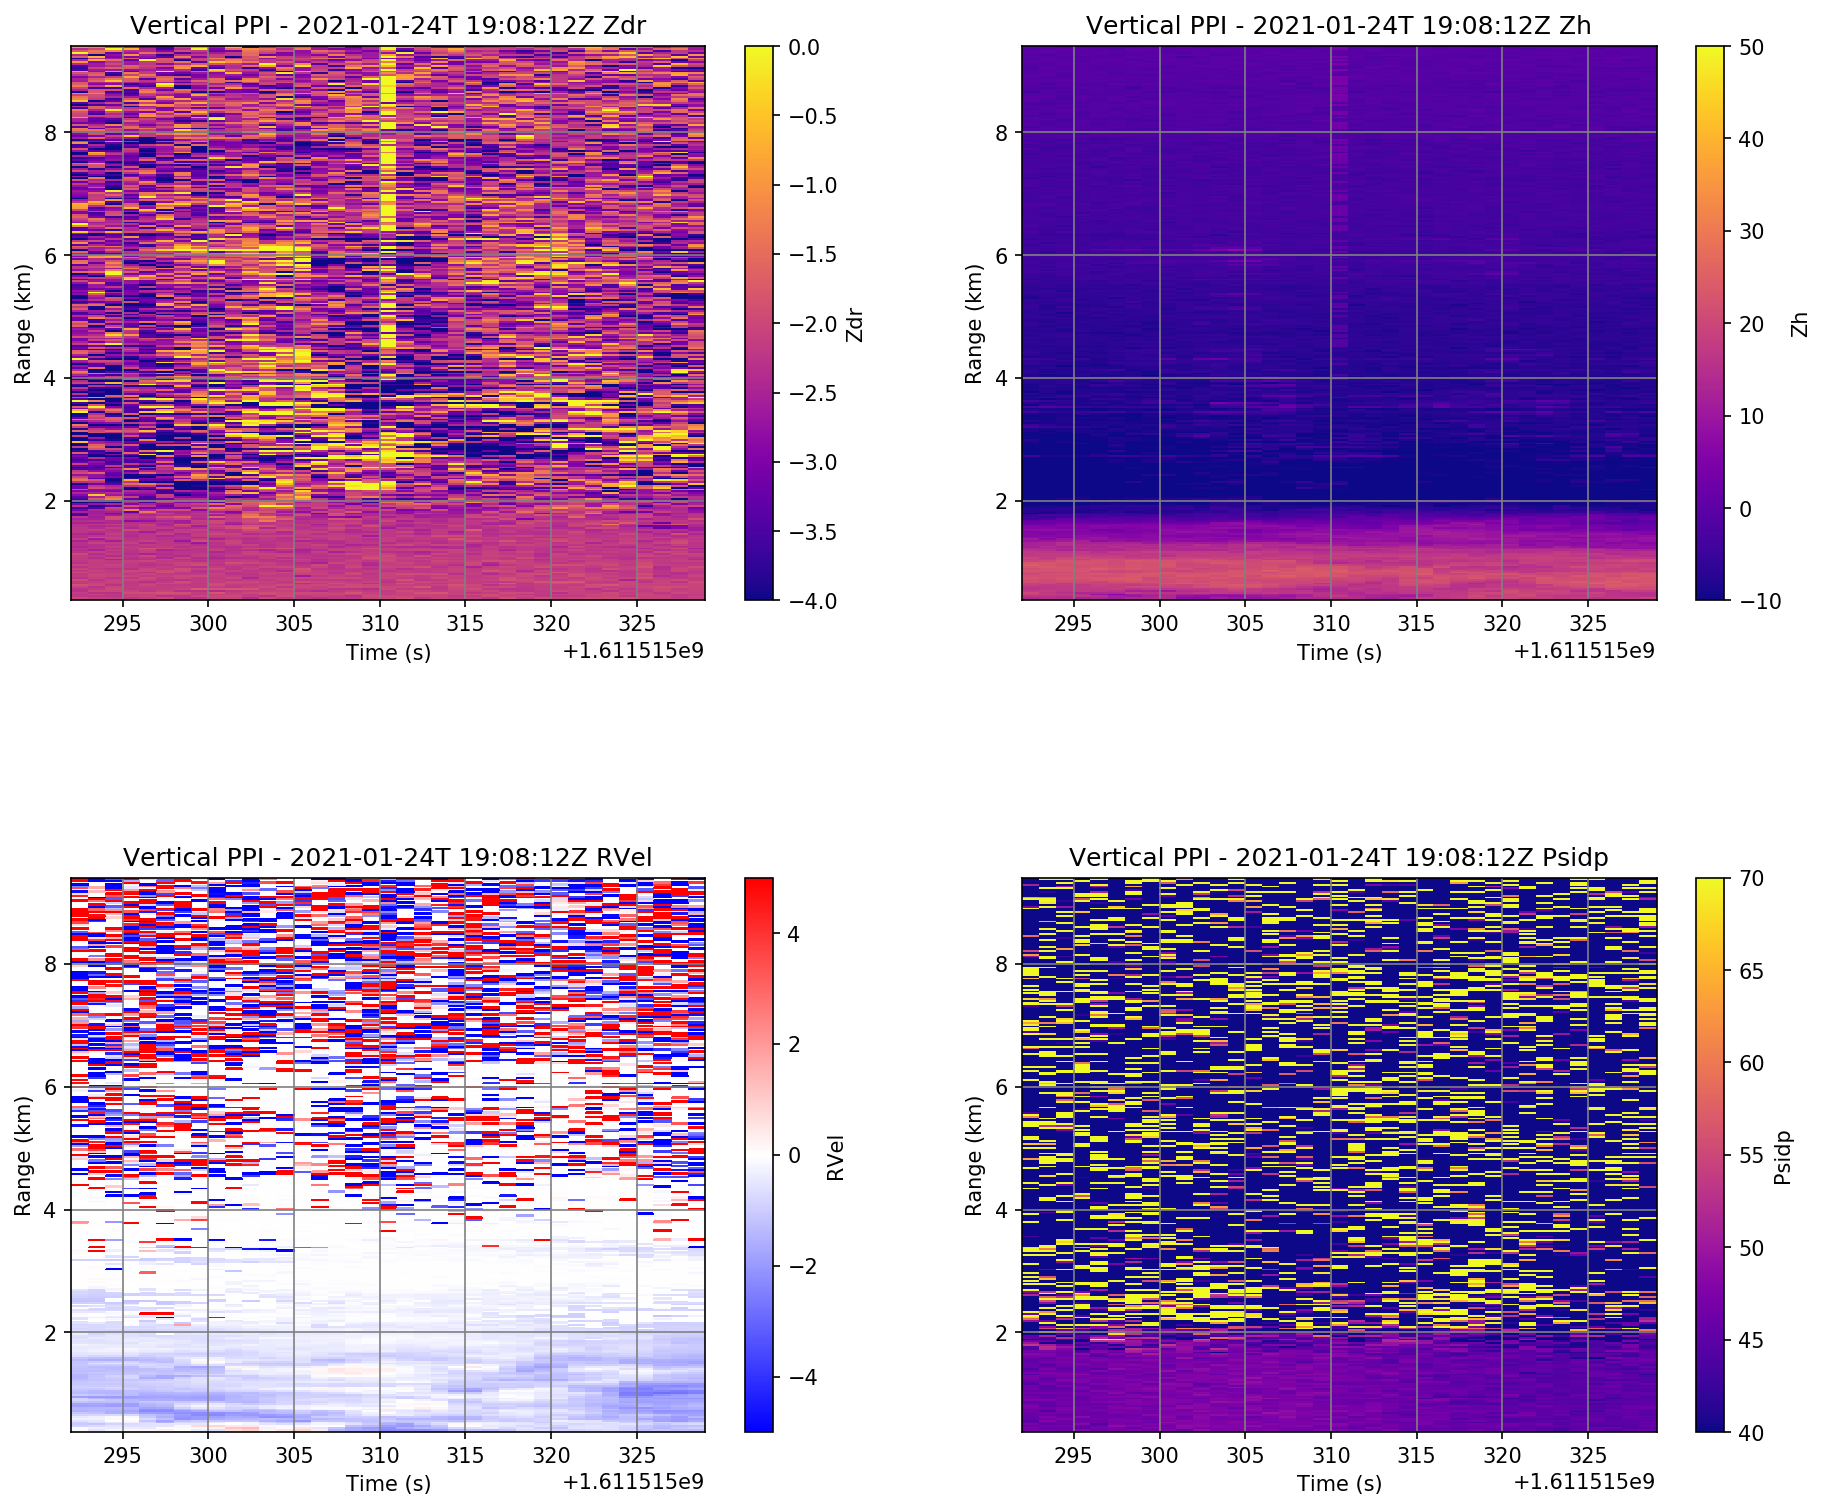 Vertical PPI - 2021-01-24T 19:08:12Z Zdr
Range (km)
8
6
4
2
295 300 305 310 315 320 325
Time (s)
+1.611515e9
0.0
−0.5
−1.0
−1.5
−2.0
−2.5
−3.0
−3.5
−4.0
Zdr
Vertical PPI - 2021-01-24T 19:08:12Z Zh
Range (km)
8
6
4
2
295 300 305 310 315 320 325
Time (s)
+1.611515e9
50
40
30
20
10
0
−10
Zh
Vertical PPI - 2021-01-24T 19:08:12Z RVel
Range (km)
8
6
4
2
295 300 305 310 315 320 325
Time (s)
+1.611515e9
4
2
0
−2
−4
RVel
Vertical PPI - 2021-01-24T 19:08:12Z Psidp
Range (km)
8
6
4
2
295 300 305 310 315 320 325
Time (s)
+1.611515e9
70
65
60
55
50
45
40
Psidp